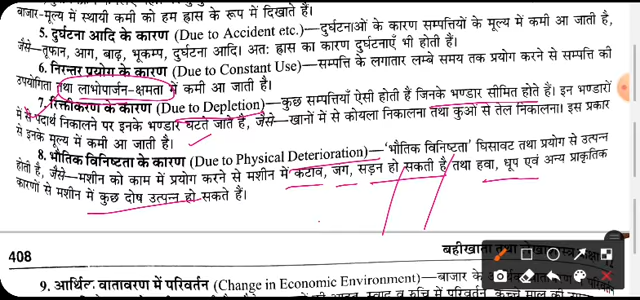 बाजार-मूल्य में स्थायी कमी को हम ह्रास के रूप में दिखाते हैं।
5. दुर्घटना आदि के कारण (Due to Accident etc.)—दुर्घटनाओं के कारण सम्पत्तियों के मूल्य में कमी आ जाती है,
जैसे—तूफान, आग, बाढ़, भूकम्प, दुर्घटना आदि। अतः ह्रास का कारण दुर्घटनाएँ भी होती हैं।
6. निरन्तर प्रयोग के कारण (Due to Constant Use)—सम्पत्ति के लगातार लम्बे समय तक प्रयोग करने से सम्पत्ति की
उपयोगिता तथा लाभोपार्जन-क्षमता में कमी आ जाती है।
7. रिक्तीकरण के कारण (Due to Depletion)—कुछ सम्पत्तियाँ ऐसी होती हैं जिनके भण्डार सीमित होते हैं। इन भण्डारों
में से पदार्थ निकालने पर इनके भण्डार घटते जाते हैं, जैसे—खानों में से कोयला निकालना तथा कुओं से तेल निकालना। इस प्रकार
से इनके मूल्य में कमी आ जाती है।
8. भौतिक विनिष्टता के कारण (Due to Physical Deterioration)—'भौतिक विनिष्टता' घिसावट तथा प्रयोग से उत्पन्न
होती है, जैसे—मशीन को काम में प्रयोग करने से मशीन में कटाव, जंग, सड़न हो सकती है तथा हवा, धूप एवं अन्य प्राकृतिक
कारणों से मशीन में कुछ दोष उत्पन्न हो सकते हैं।
408
बहीखाता तथा
9. आर्थिक वातावरण में परिवर्तन (Change in Economic Environment)—बाजार के
स्वाद व रुचि में परिवर्तन, कच्चे माल की